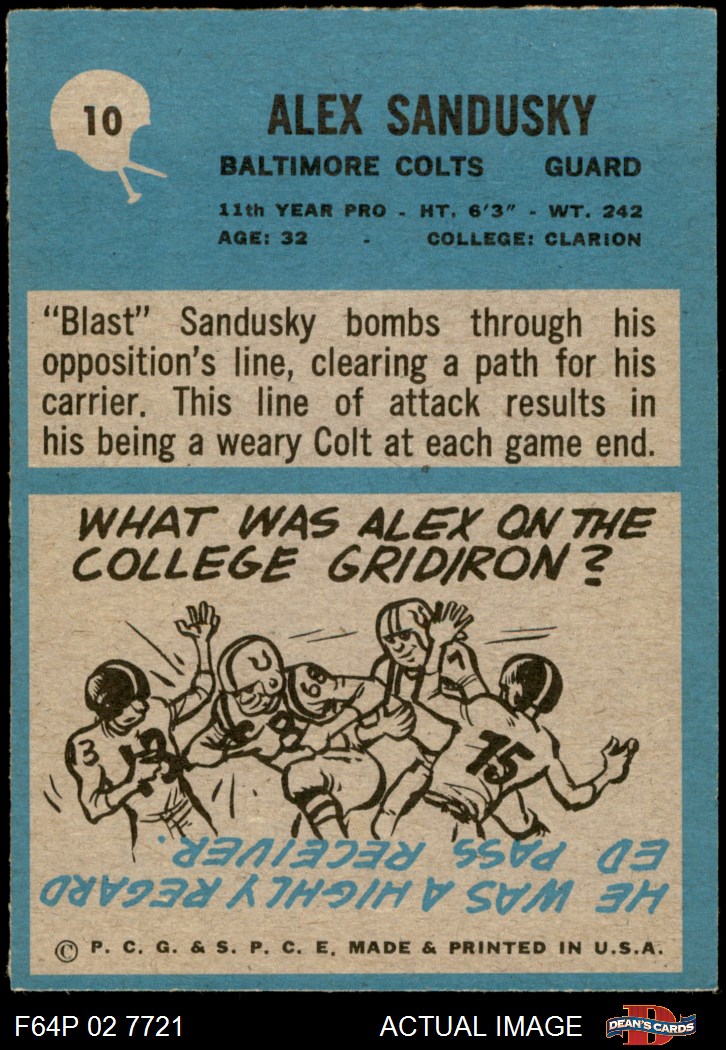 10
ALEX SANDUSKY
BALTIMORE COLTS GUARD
11th YEAR PRO - HT. 6'3" - WT. 242
AGE: 32 - COLLEGE: CLARION
"Blast" Sandusky bombs through his
opposition's line, clearing a path for his
carrier. This line of attack results in
his being a weary Colt at each game end.
WHAT WAS ALEX ON THE
COLLEGE GRIDIRON?
3
68
7
15
HE WAS A HIGHLY REGARD
ED PASS RECEIVER.
© P. C. G. & S. P. C. E. MADE & PRINTED IN U.S.A.
F64P 02 7721 ACTUAL IMAGE DEAN'S CARDS